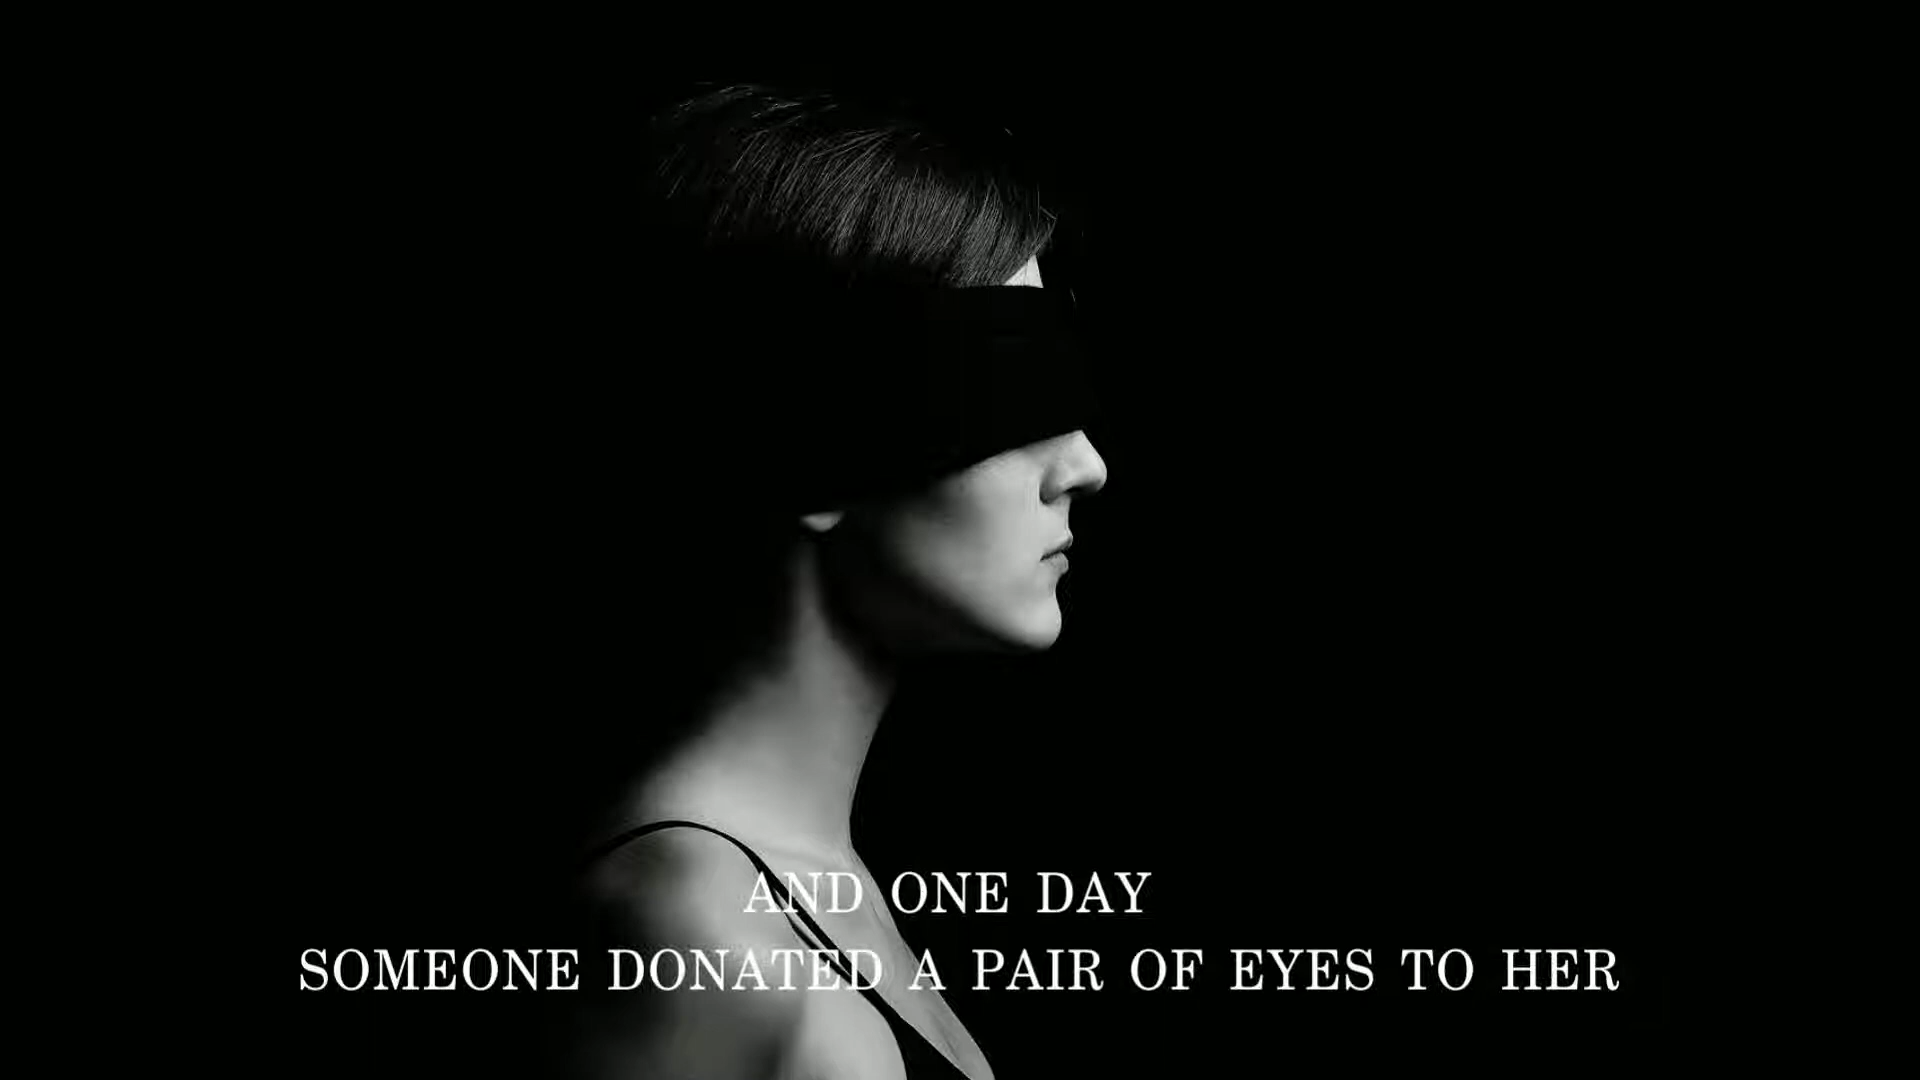 AND ONE DAY
SOMEONE DONATED A PAIR OF EYES TO HER